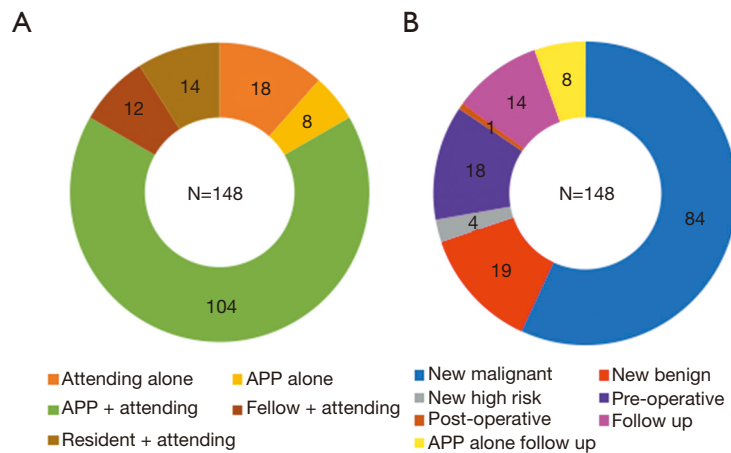 A
14
18
12
8
N=148
104
Attending alone
APP alone
APP + attending
Fellow + attending
Resident + attending
B
8
14
1
18
N=148
84
4
19
New malignant
New benign
New high risk
Pre-operative
Post-operative
Follow up
APP alone follow up